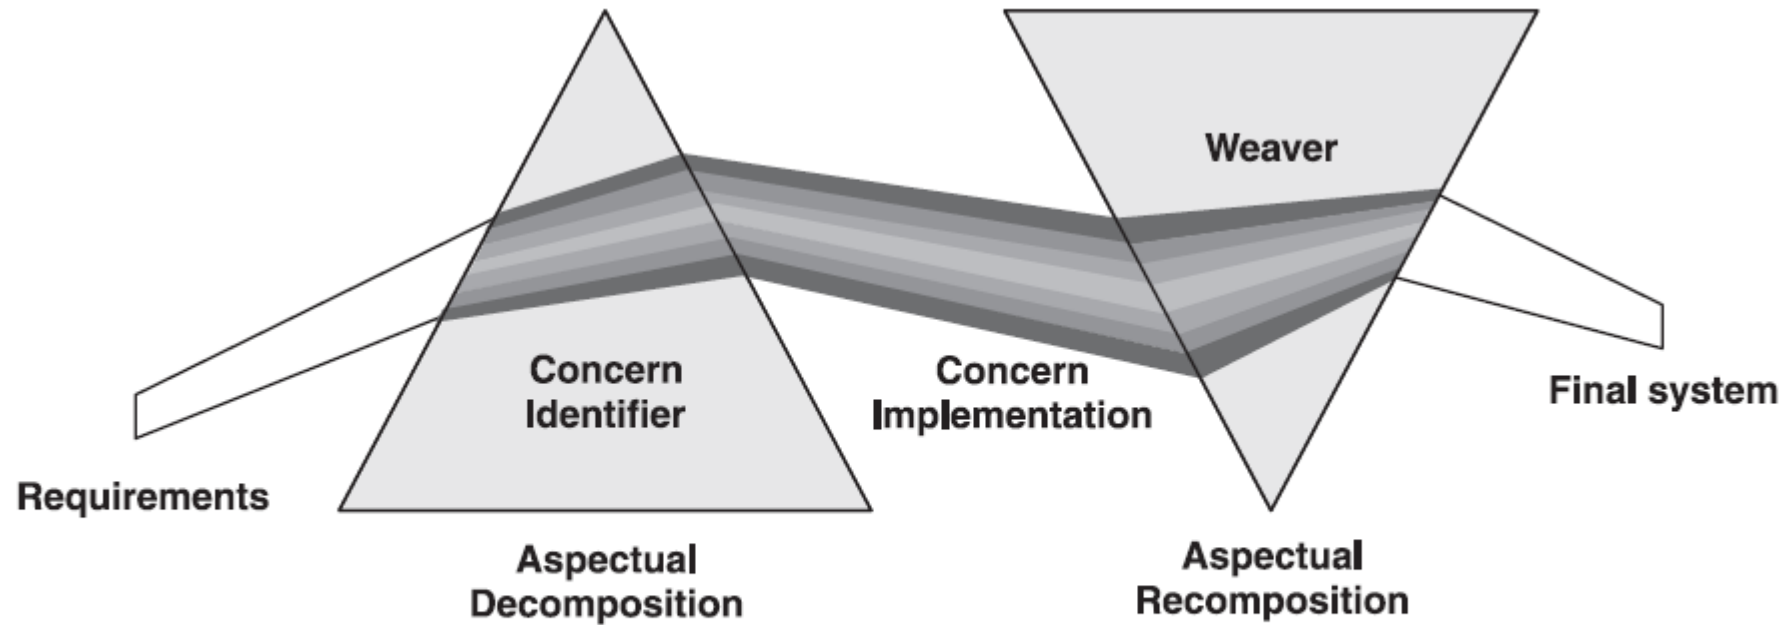 Weaver
Concern
Identifier
Concern
Implementation
Final system
Requirements
Aspectual
Decomposition
Aspectual
Recomposition